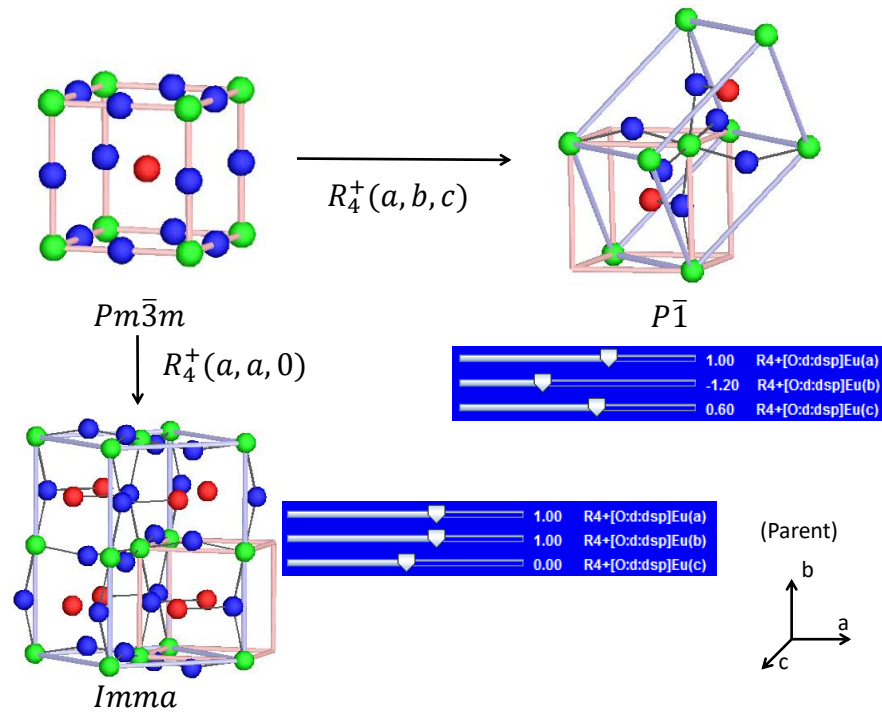 R₄⁺(a, b, c)
Pm3̅m
P1̅
R₄⁺(a, a, 0)
1.00 R4+[O:d:dsp]Eu(a)
-1.20 R4+[O:d:dsp]Eu(b)
0.60 R4+[O:d:dsp]Eu(c)
1.00 R4+[O:d:dsp]Eu(a)
1.00 R4+[O:d:dsp]Eu(b)
0.00 R4+[O:d:dsp]Eu(c)
(Parent)
b
a
c
Imma